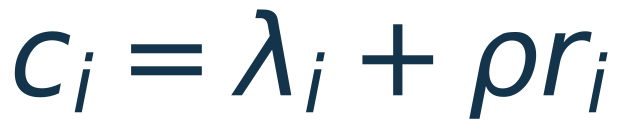 cᵢ = λᵢ + ρrᵢ